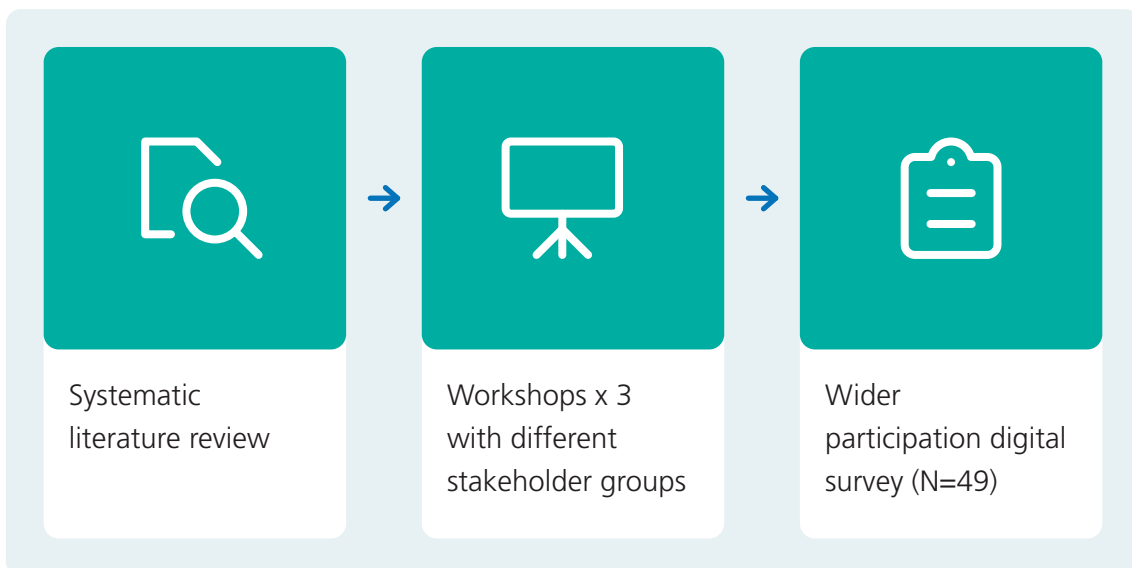 Systematic
literature review
Workshops x 3
with different
stakeholder groups
Wider
participation digital
survey (N=49)